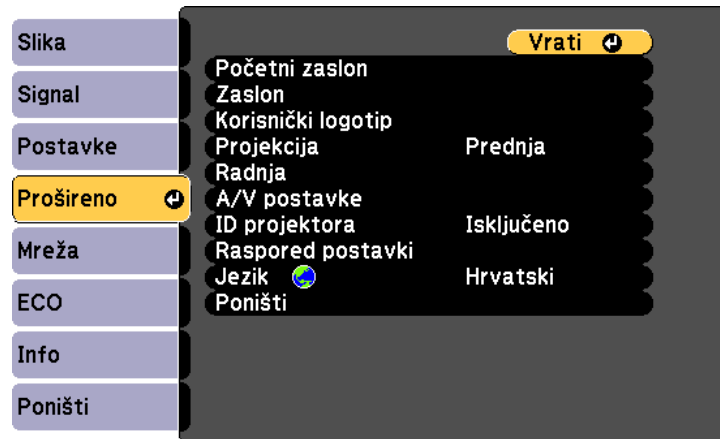 Slika
Signal
Postavke
Prošireno
Mreža
ECO
Info
Poništi
Vrati
Početni zaslon
Zaslon
Korisnički logotip
Projekcija Prednja
Radnja
A/V postavke
ID projektora Isključeno
Raspored postavki
Jezik Hrvatski
Poništi